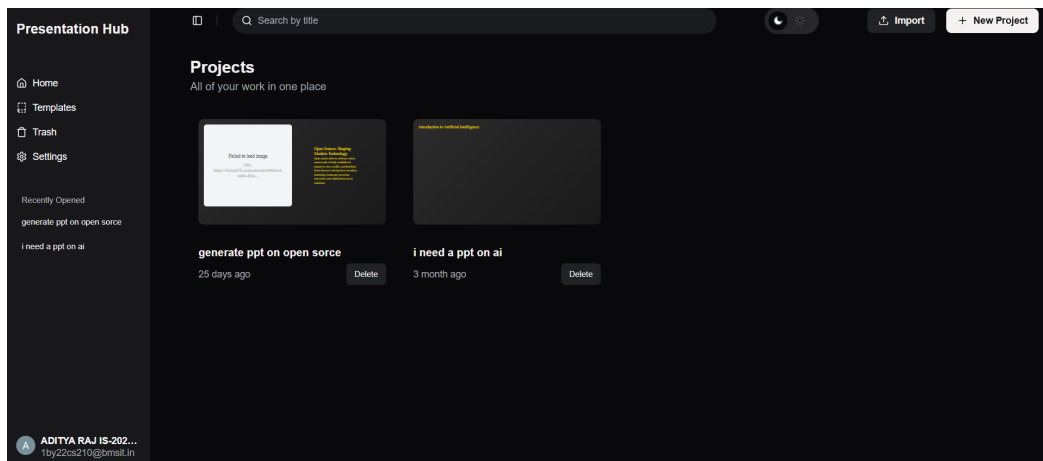 Presentation Hub
Search by title
Import
+ New Project
Home
Templates
Trash
Settings
Recently Opened
generate ppt on open sorce
i need a ppt on ai
Projects
All of your work in one place
Failed to load image
Open Source: Shaping
Modern Technology
Introduction to Artificial Intelligence
generate ppt on open sorce
25 days ago
Delete
i need a ppt on ai
3 month ago
Delete
A
ADITYA RAJ IS-202...
1by22cs210@bmsit.in